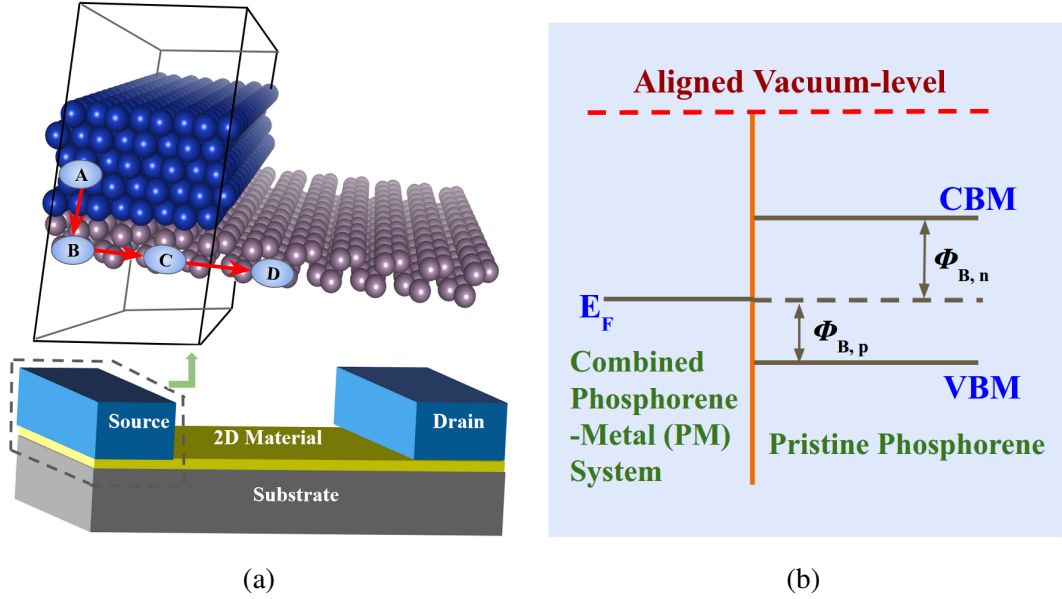 A
B
C
D
Source
2D Material
Drain
Substrate
(a)
Aligned Vacuum-level
CBM
Φ_B, n
E_F
Φ_B, p
VBM
Combined
Phosphorene
-Metal (PM)
System
Pristine Phosphorene
(b)